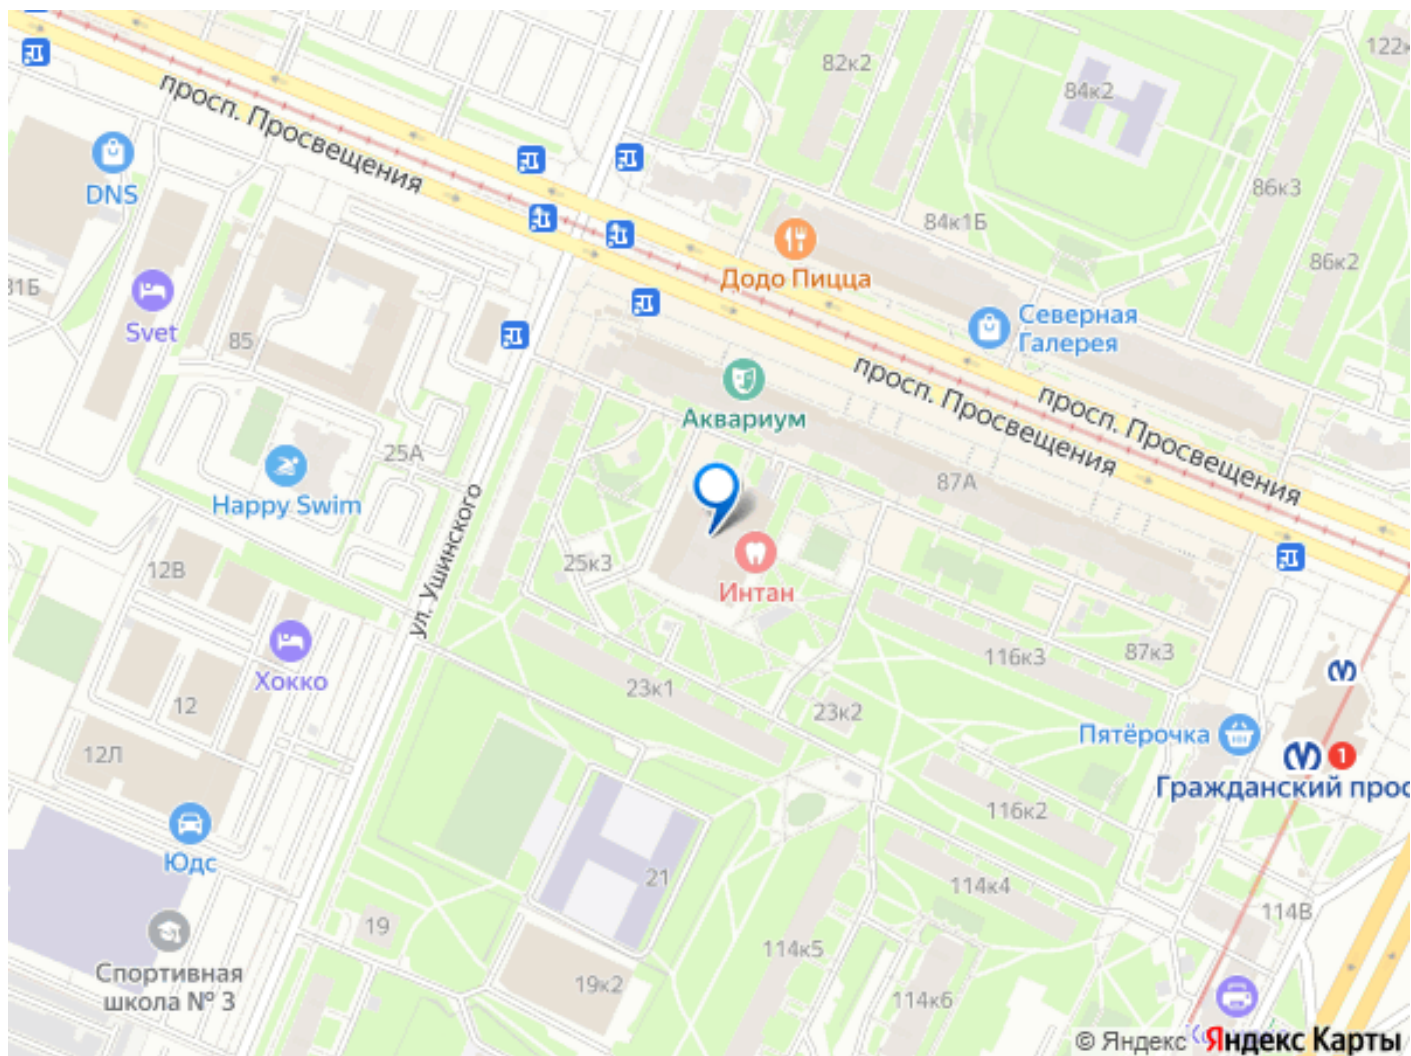 82к2
122к
84к2
просп. Просвещения
DNS
86к3
84к1Б
Додо Пицца
86к2
31Б
Svet
85
Северная
Галерея
просп. Просвещения
просп. Просвещения
Аквариум
25А
87А
Happy Swim
ул. Ушинского
12В
25к3
Интан
116к3
87к3
Хокко
23к1
12
23к2
Пятёрочка
12Л
1
Гражданский прос
116к2
Юдс
21
114к4
114В
19
114к5
Спортивная
школа № 3
19к2
114к6
© Яндекс
Яндекс Карты